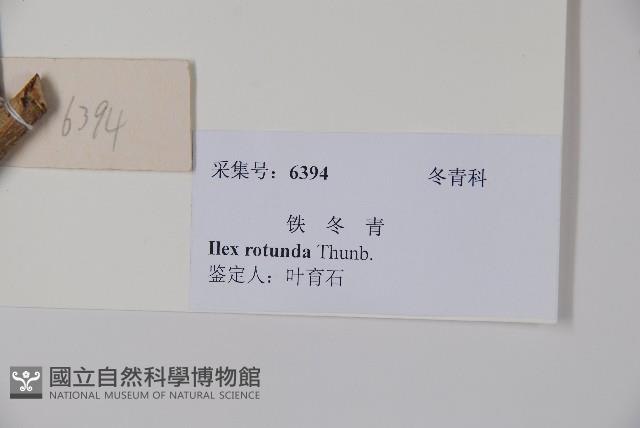 6394
采集号：6394 冬青科
铁 冬 青
Ilex rotunda Thunb.
鉴定人：叶育石
國立自然科學博物館
NATIONAL MUSEUM OF NATURAL SCIENCE